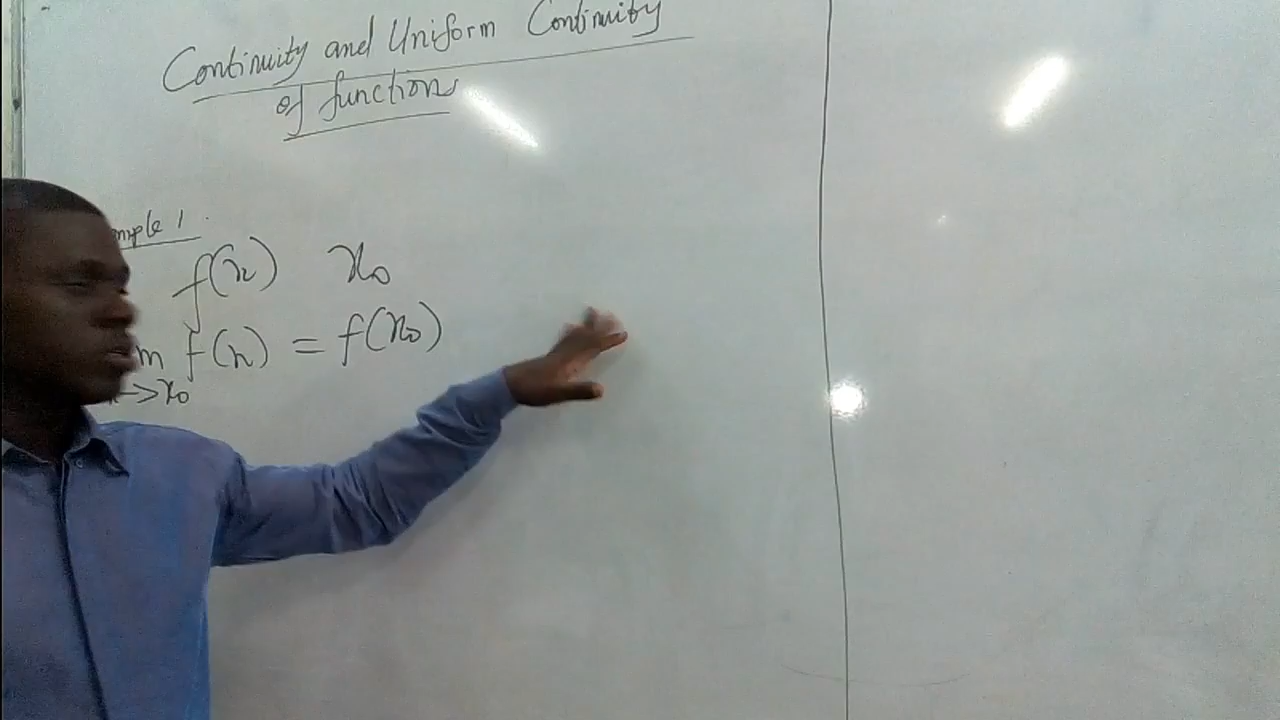 Continuity and Uniform Continuity
of functions
mple 1.
f(x) x₀
m f(x) = f(x₀)
→x₀